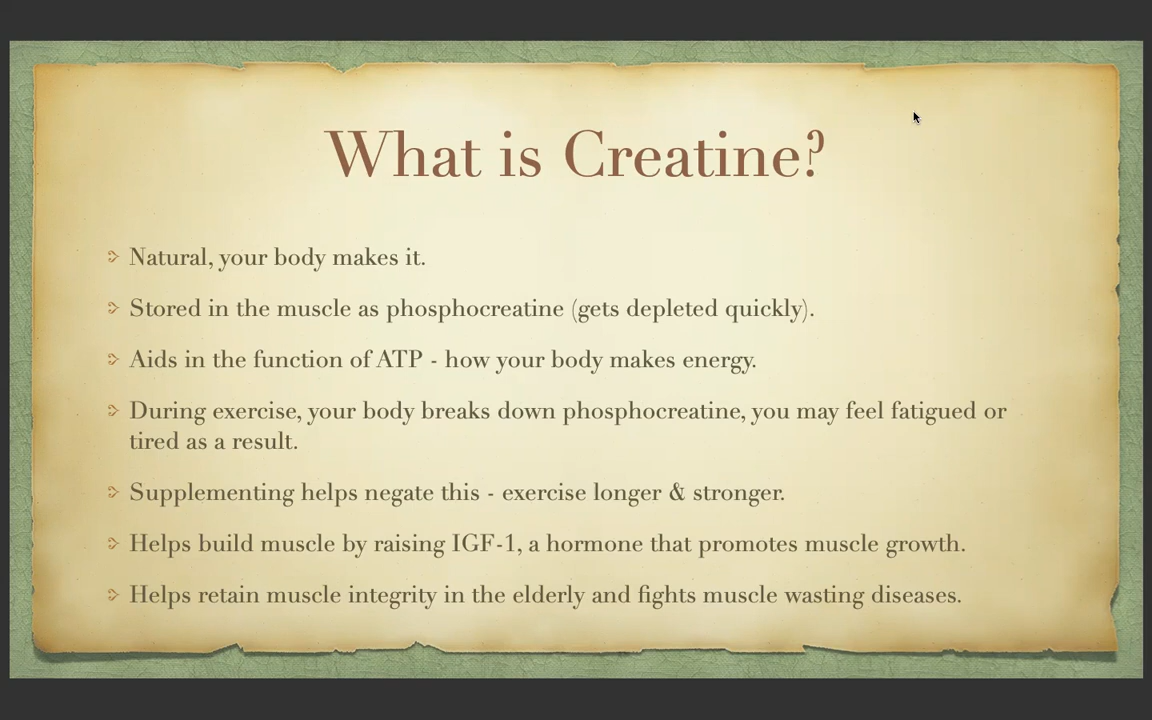 What is Creatine?
Natural, your body makes it.
Stored in the muscle as phosphocreatine (gets depleted quickly).
Aids in the function of ATP - how your body makes energy.
During exercise, your body breaks down phosphocreatine, you may feel fatigued or
tired as a result.
Supplementing helps negate this - exercise longer & stronger.
Helps build muscle by raising IGF-1, a hormone that promotes muscle growth.
Helps retain muscle integrity in the elderly and fights muscle wasting diseases.